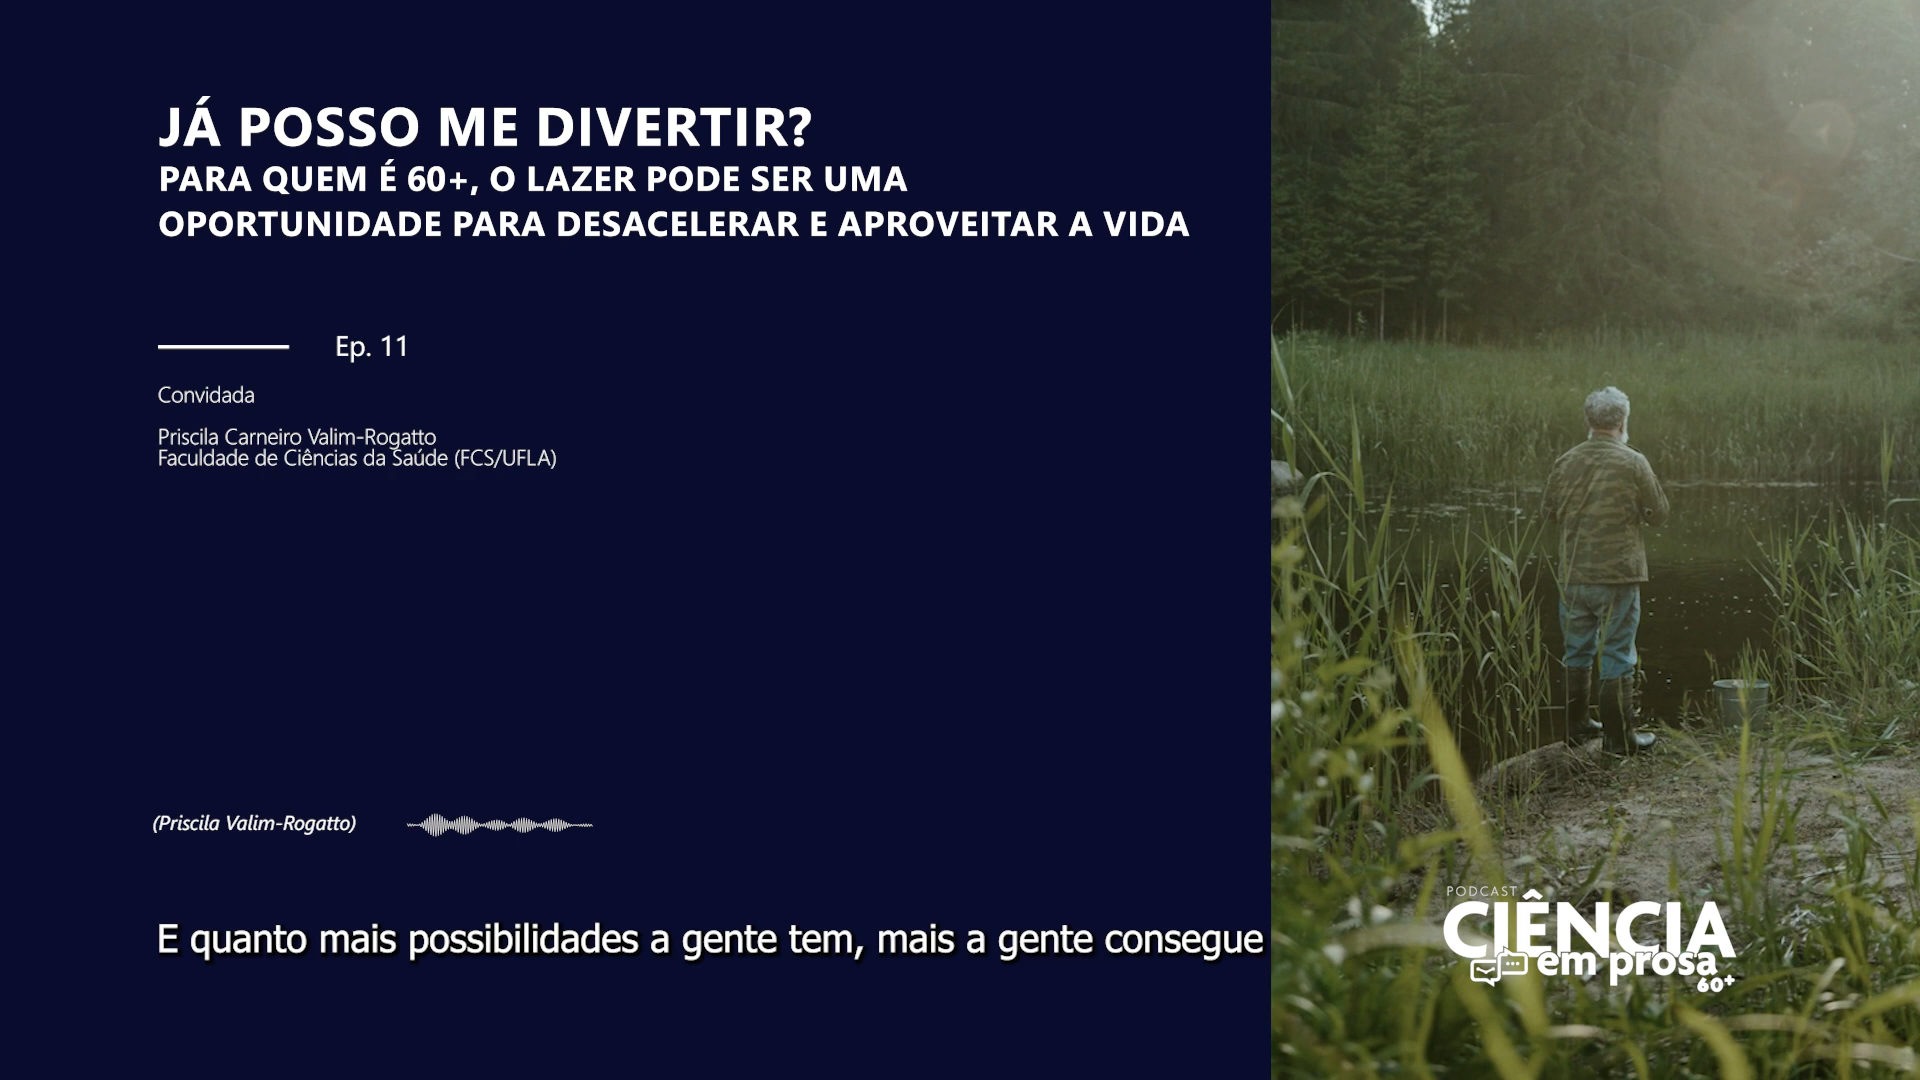 JÁ POSSO ME DIVERTIR?
PARA QUEM É 60+, O LAZER PODE SER UMA
OPORTUNIDADE PARA DESACELERAR E APROVEITAR A VIDA
Ep. 11
Convidada
Priscila Carneiro Valim-Rogatto
Faculdade de Ciências da Saúde (FCS/UFLA)
(Priscila Valim-Rogatto)
E quanto mais possibilidades a gente tem, mais a gente consegue
PODCAST
CIÊNCIA
em prosa
60+